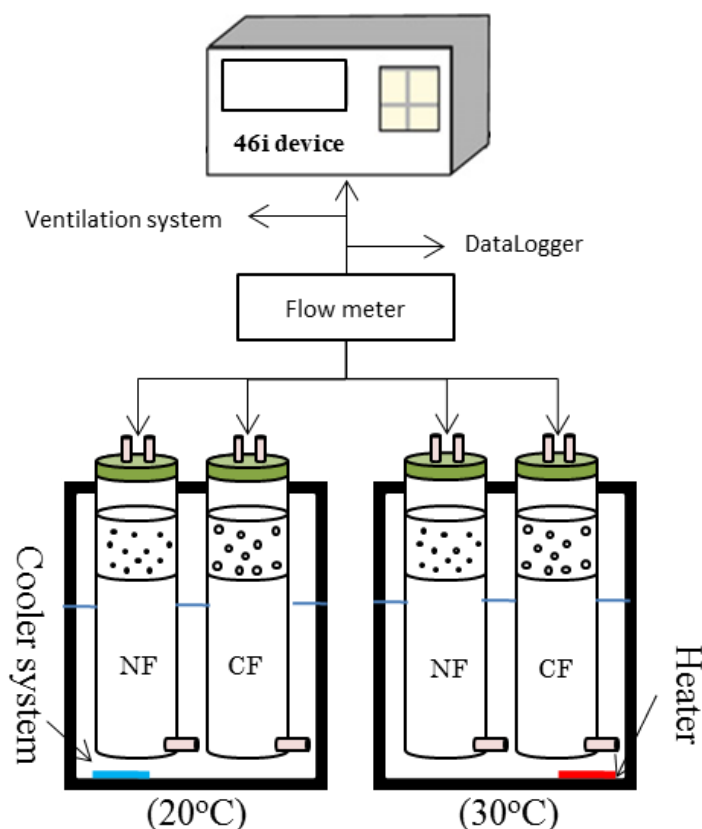 46i device
Ventilation system
DataLogger
Flow meter
Cooler system
NF
CF
NF
CF
Heater
(20°C)
(30°C)